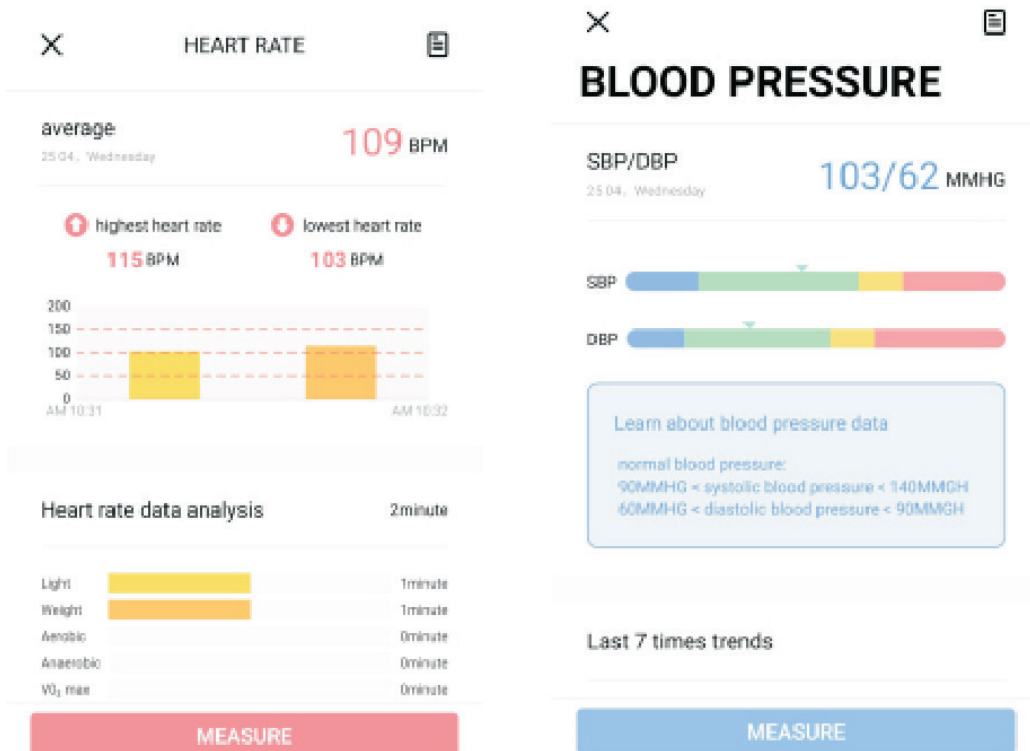 HEART RATE
average
109 BPM
25 04, Wednesday
highest heart rate
lowest heart rate
115 BPM
103 BPM
200
150
100
50
0
AM 10:31
AM 10:32
Heart rate data analysis
2minute
Light
1minute
Weight
1minute
Aerobic
0minute
Anaerobic
0minute
VO₂ max
0minute
MEASURE
BLOOD PRESSURE
SBP/DBP
103/62 MMHG
25 04, Wednesday
SBP
DBP
Learn about blood pressure data
normal blood pressure:
90MMHG < systolic blood pressure < 140MMGH
60MMHG < diastolic blood pressure < 90MMGH
Last 7 times trends
MEASURE